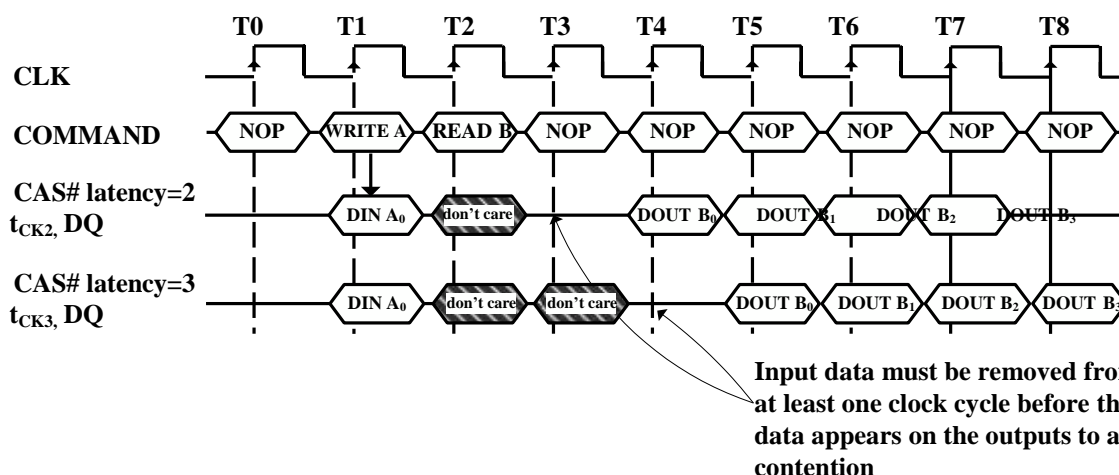 T0 T1 T2 T3 T4 T5 T6 T7 T8
CLK
COMMAND NOP WRITE A READ B NOP NOP NOP NOP NOP NOP
CAS# latency=2
tCK2, DQ DIN A0 don't care DOUT B0 DOUT B1 DOUT B2 DOUT B3
CAS# latency=3
tCK3, DQ DIN A0 don't care don't care DOUT B0 DOUT B1 DOUT B2 DOUT B3
Input data must be removed fro
at least one clock cycle before th
data appears on the outputs to a
contention